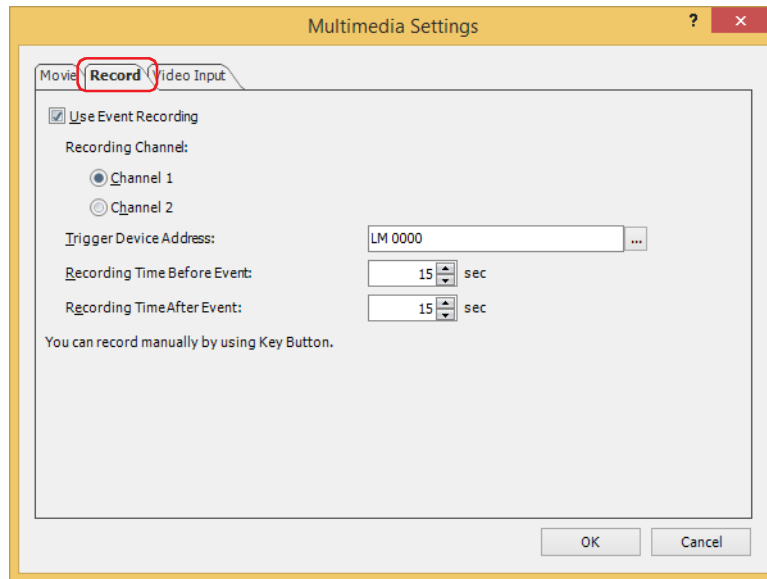 Multimedia Settings ? ×
Movie Record Video Input
Use Event Recording
Recording Channel:
Channel 1
Channel 2
Trigger Device Address: LM 0000 ...
Recording Time Before Event: 15 sec
Recording TimeAfter Event: 15 sec
You can record manually by using Key Button.
OK Cancel